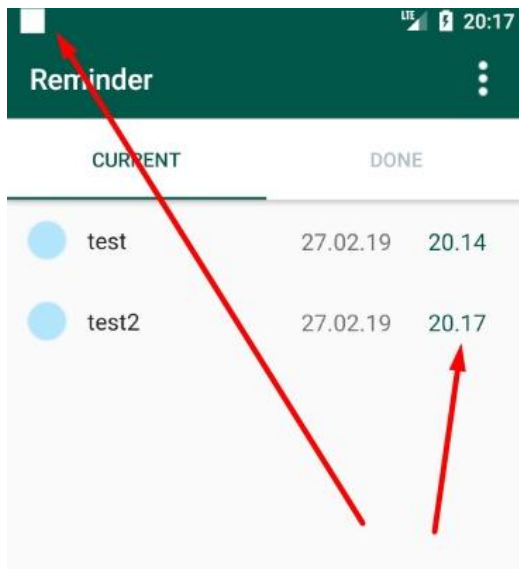 LTE 20:17
Reminder
CURRENT DONE
test 27.02.19 20.14
test2 27.02.19 20.17